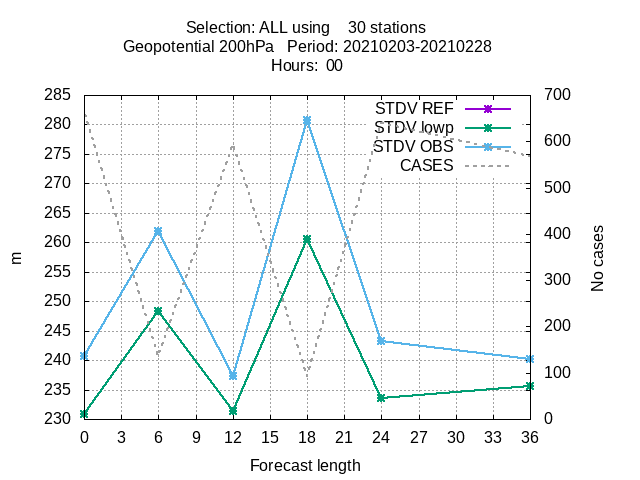 Selection: ALL using    30 stations
Geopotential 200hPa   Period: 20210203-20210228
Hours:  00
285
280
275
270
265
260
255
250
245
240
235
230
700
600
500
400
300
200
100
0
STDV REF
STDV lowp
STDV OBS
CASES
m
No cases
0 3 6 9 12 15 18 21 24 27 30 33 36
Forecast length